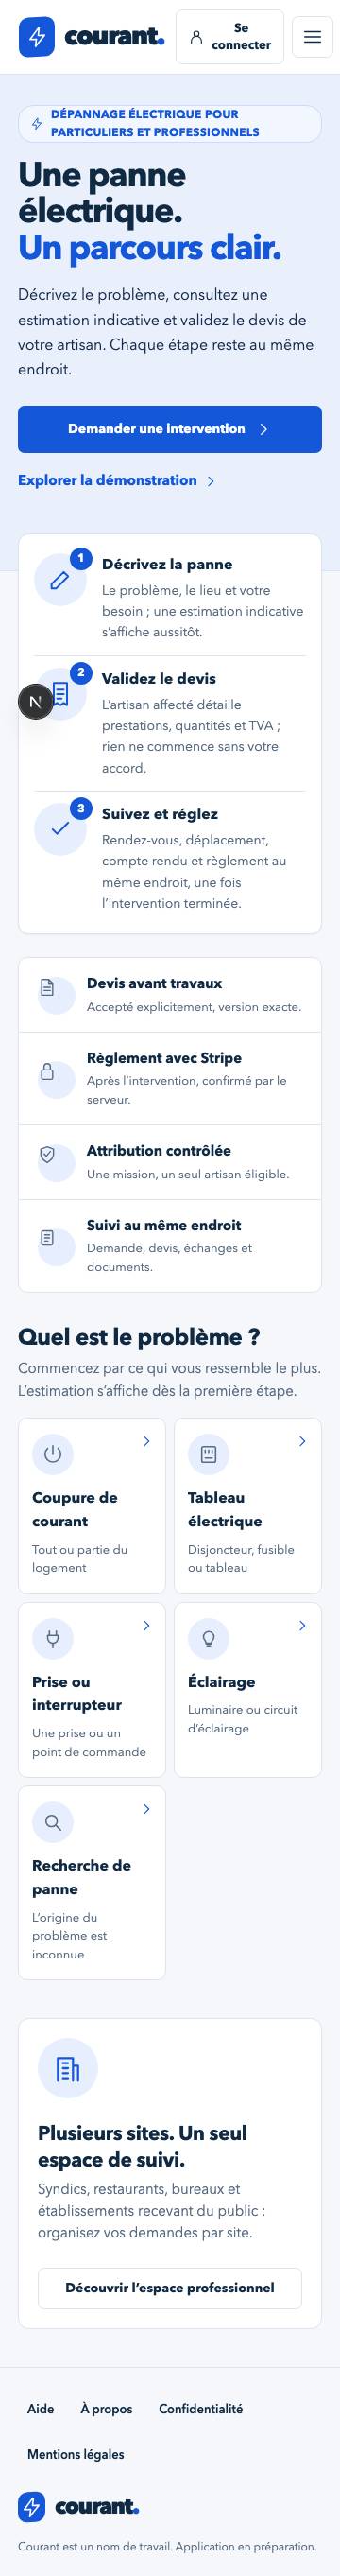 courant.
Se
connecter
DÉPANNAGE ÉLECTRIQUE POUR
PARTICULIERS ET PROFESSIONNELS
Une panne
électrique.
Un parcours clair.
Décrivez le problème, consultez une
estimation indicative et validez le devis de
votre artisan. Chaque étape reste au même
endroit.
Demander une intervention
Explorer la démonstration
1
Décrivez la panne
Le problème, le lieu et votre
besoin ; une estimation indicative
s’affiche aussitôt.
2
Validez le devis
L’artisan affecté détaille
prestations, quantités et TVA ;
rien ne commence sans votre
accord.
N
3
Suivez et réglez
Rendez-vous, déplacement,
compte rendu et règlement au
même endroit, une fois
l’intervention terminée.
Devis avant travaux
Accepté explicitement, version exacte.
Règlement avec Stripe
Après l’intervention, confirmé par le
serveur.
Attribution contrôlée
Une mission, un seul artisan éligible.
Suivi au même endroit
Demande, devis, échanges et
documents.
Quel est le problème ?
Commencez par ce qui vous ressemble le plus.
L’estimation s’affiche dès la première étape.
Coupure de
courant
Tout ou partie du
logement
Tableau
électrique
Disjoncteur, fusible
ou tableau
Prise ou
interrupteur
Une prise ou un
point de commande
Éclairage
Luminaire ou circuit
d’éclairage
Recherche de
panne
L’origine du
problème est
inconnue
Plusieurs sites. Un seul
espace de suivi.
Syndics, restaurants, bureaux et
établissements recevant du public :
organisez vos demandes par site.
Découvrir l’espace professionnel
Aide À propos Confidentialité
Mentions légales
courant.
Courant est un nom de travail. Application en préparation.